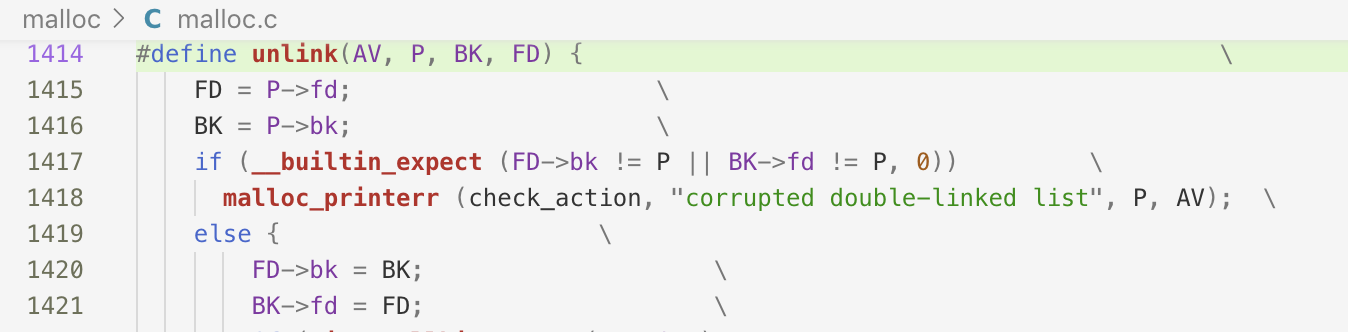 malloc > C malloc.c
1414 #define unlink(AV, P, BK, FD) { \
1415 FD = P->fd; \
1416 BK = P->bk; \
1417 if (__builtin_expect (FD->bk != P || BK->fd != P, 0)) \
1418 malloc_printerr (check_action, "corrupted double-linked list", P, AV); \
1419 else { \
1420 FD->bk = BK; \
1421 BK->fd = FD; \